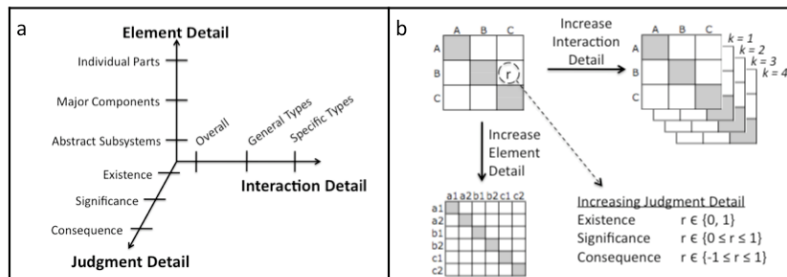 a
Element Detail
Individual Parts
Major Components
Abstract Subsystems
Overall
General Types
Specific Types
Existence
Interaction Detail
Significance
Consequence
Judgment Detail
b
A B C
A
B
r
C
Increase
Interaction
Detail
A B C
A
B
C
k = 1
k = 2
k = 3
k = 4
Increase
Element
Detail
a1 a2 b1 b2 c1 c2
a1
a2
b1
b2
c1
c2
Increasing Judgment Detail
Existence r ∈ {0, 1}
Significance r ∈ {0 ≤ r ≤ 1}
Consequence r ∈ {-1 ≤ r ≤ 1}